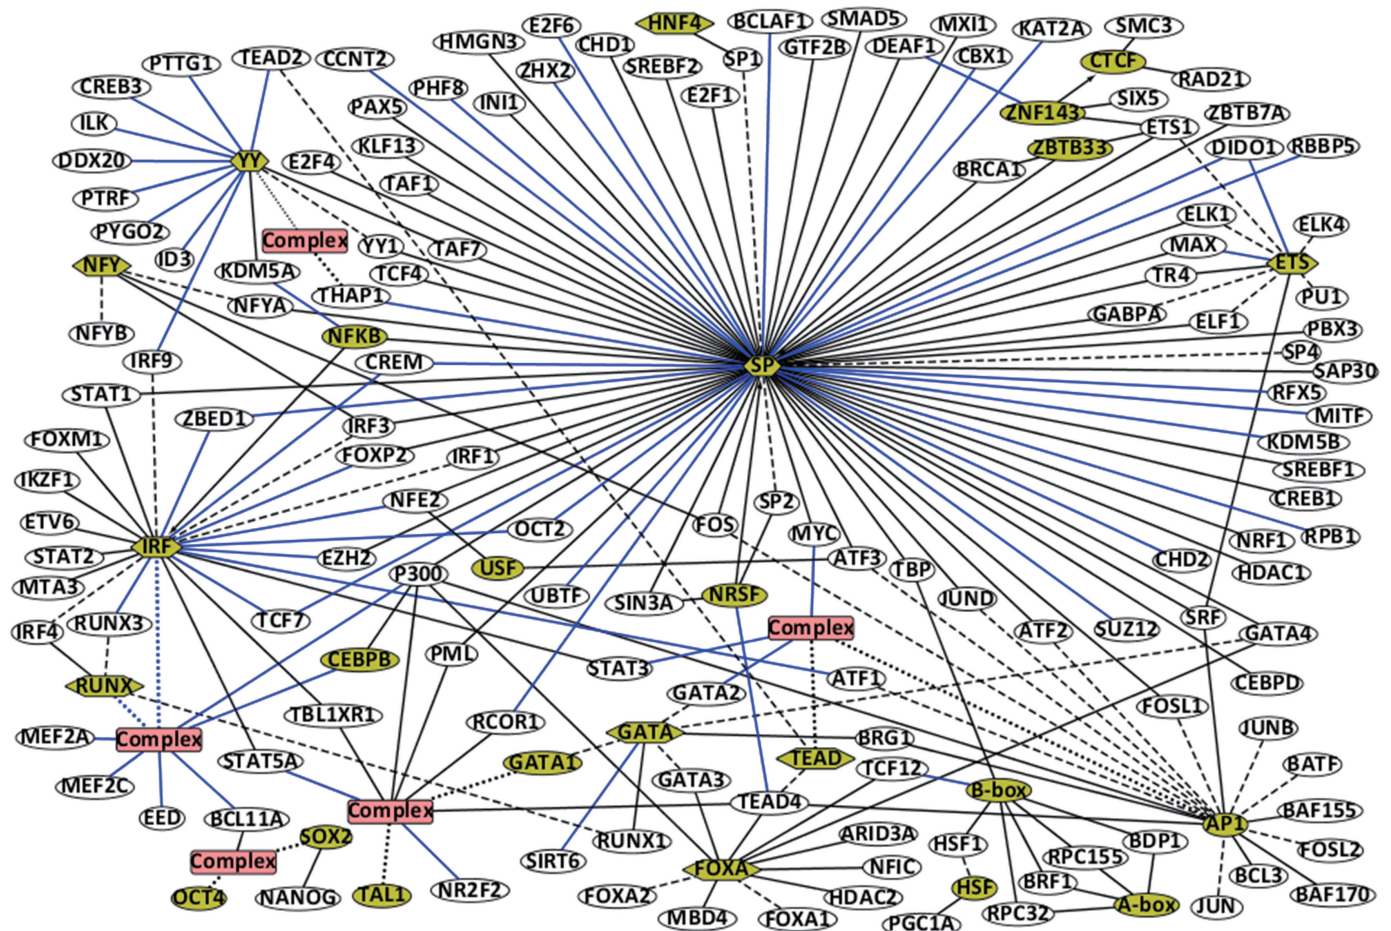 HNF4
BCLAF1
SMAD5
MXI1
KAT2A
SMC3
E2F6
HMGN3
CHD1
GTF2B
DEAF1
CBX1
CTCF
PTTG1
TEAD2
CCNT2
ZHX2
SREBF2
SP1
RAD21
CREB3
PHF8
INI1
E2F1
SIX5
PAX5
ZNF143
ETS1
ZBTB7A
ILK
KLF13
ZBTB33
DIDO1
RBBP5
DDX20
YY
E2F4
TAF1
BRCA1
PTRF
ELK1
ELK4
PYGO2
Complex
YY1
TAF7
MAX
ID3
NFY
KDM5A
TCF4
TR4
ETS
THAP1
NFYA
GABPA
ELF1
PU1
NFYB
NFKB
PBX3
IRF9
CREM
SP
SP4
SAP30
STAT1
RFX5
ZBED1
IRF3
MITF
FOXM1
FOXP2
IRF1
KDM5B
IKZF1
SREBF1
NFE2
SP2
CREB1
ETV6
OCT2
FOS
MYC
NRF1
RPB1
STAT2
IRF
EZH2
ATF3
CHD2
HDAC1
MTA3
P300
USF
TBP
UBTF
SIN3A
NRSF
JUND
IRF4
RUNX3
TCF7
Complex
ATF2
SUZ12
SRF
GATA4
CEBPB
PML
STAT3
ATF1
RUNX
GATA2
CEBPD
TBL1XR1
RCOR1
FOSL1
MEF2A
Complex
GATA
BRG1
JUNB
STAT5A
GATA1
TEAD
TCF12
BATF
MEF2C
GATA3
B-box
EED
BCL11A
Complex
TEAD4
BAF155
SOX2
RUNX1
ARID3A
HSF1
BDP1
AP1
Complex
SIRT6
FOXA
NFIC
RPC155
FOSL2
OCT4
NANOG
TAL1
NR2F2
FOXA2
HDAC2
HSF
BRF1
BCL3
MBD4
FOXA1
PGC1A
RPC32
A-box
JUN
BAF170